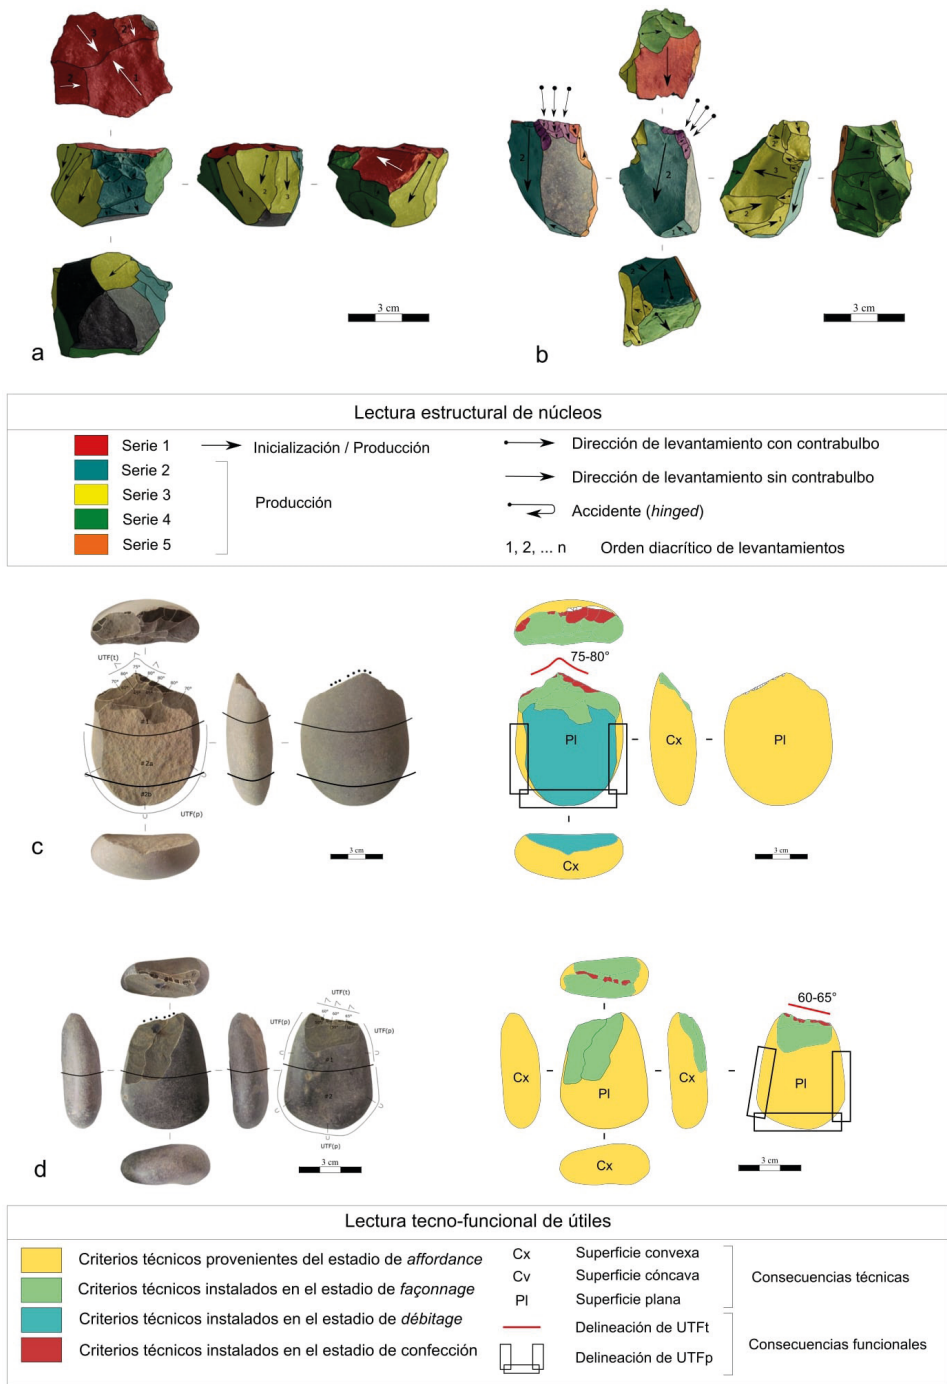 3 cm
a
3 cm
b
Lectura estructural de núcleos
Serie 1
Inicialización / Producción
Serie 2
Serie 3
Producción
Serie 4
Serie 5
Dirección de levantamiento con contrabulbo
Dirección de levantamiento sin contrabulbo
Accidente (hinged)
1, 2, ... n Orden diacrítico de levantamientos
UTF(t)
#1
#2a
#2b
UTF(p)
3 cm
c
75-80°
Pl
Cx
Pl
Cx
3 cm
UTF(t)
UTF(p)
UTF(p)
#1
#2
UTF(p)
3 cm
d
60-65°
Cx
Pl
Cx
Pl
Cx
3 cm
Lectura tecno-funcional de útiles
Criterios técnicos provenientes del estadio de affordance
Criterios técnicos instalados en el estadio de façonnage
Criterios técnicos instalados en el estadio de débitage
Criterios técnicos instalados en el estadio de confección
Cx Superficie convexa
Cv Superficie cóncava
Pl Superficie plana
Consecuencias técnicas
Delineación de UTFt
Delineación de UTFp
Consecuencias funcionales